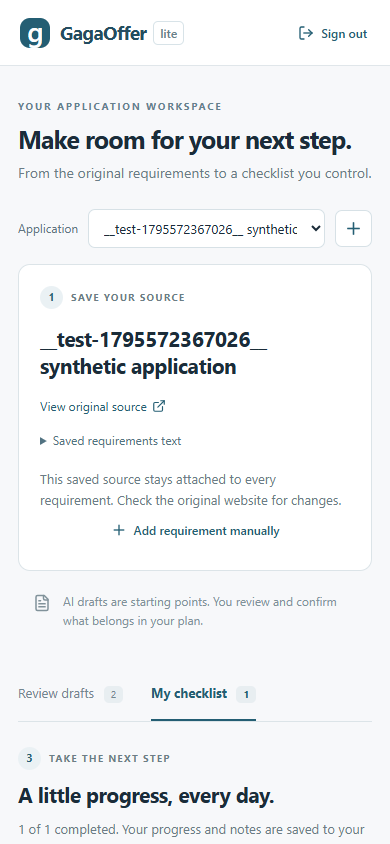 g GagaOffer lite Sign out
YOUR APPLICATION WORKSPACE
Make room for your next step.
From the original requirements to a checklist you control.
Application __test-1795572367026__ synthetic
1 SAVE YOUR SOURCE
__test-1795572367026__
synthetic application
View original source
Saved requirements text
This saved source stays attached to every
requirement. Check the original website for changes.
Add requirement manually
AI drafts are starting points. You review and confirm
what belongs in your plan.
Review drafts 2 My checklist 1
3 TAKE THE NEXT STEP
A little progress, every day.
1 of 1 completed. Your progress and notes are saved to your